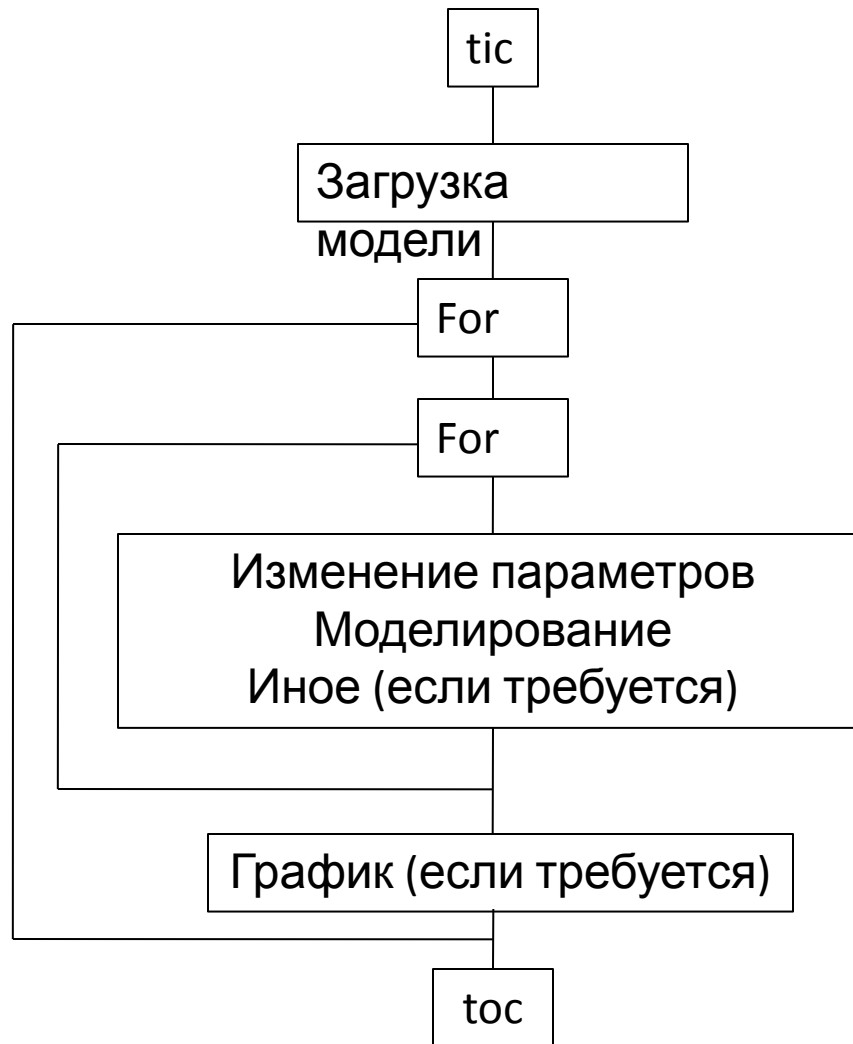 tic
Загрузка
модели
For
For
Изменение параметров
Моделирование
Иное (если требуется)
График (если требуется)
toc